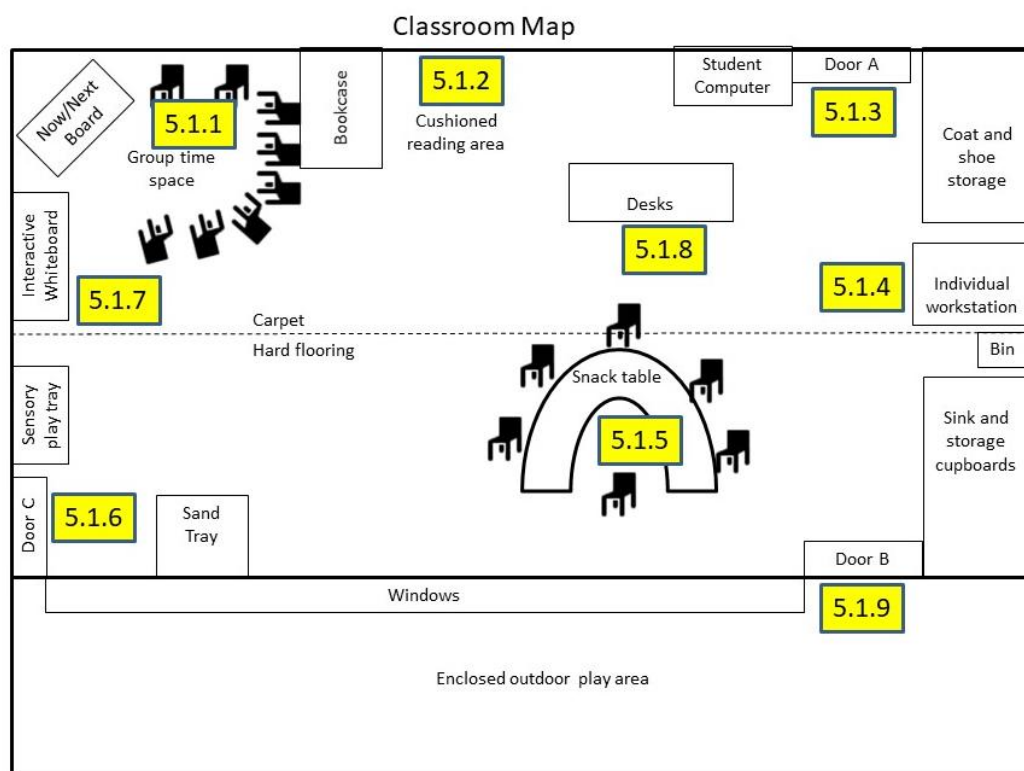 Classroom Map
Now/Next
Board
5.1.1
Group time
space
Bookcase
5.1.2
Cushioned
reading area
Student
Computer
Door A
5.1.3
Coat and
shoe
storage
Interactive
Whiteboard
5.1.7
Desks
5.1.8
5.1.4
Individual
workstation
Carpet
Hard flooring
Bin
Sensory
play tray
Snack table
5.1.5
Sink and
storage
cupboards
Door C
5.1.6
Sand
Tray
Door B
Windows
5.1.9
Enclosed outdoor play area